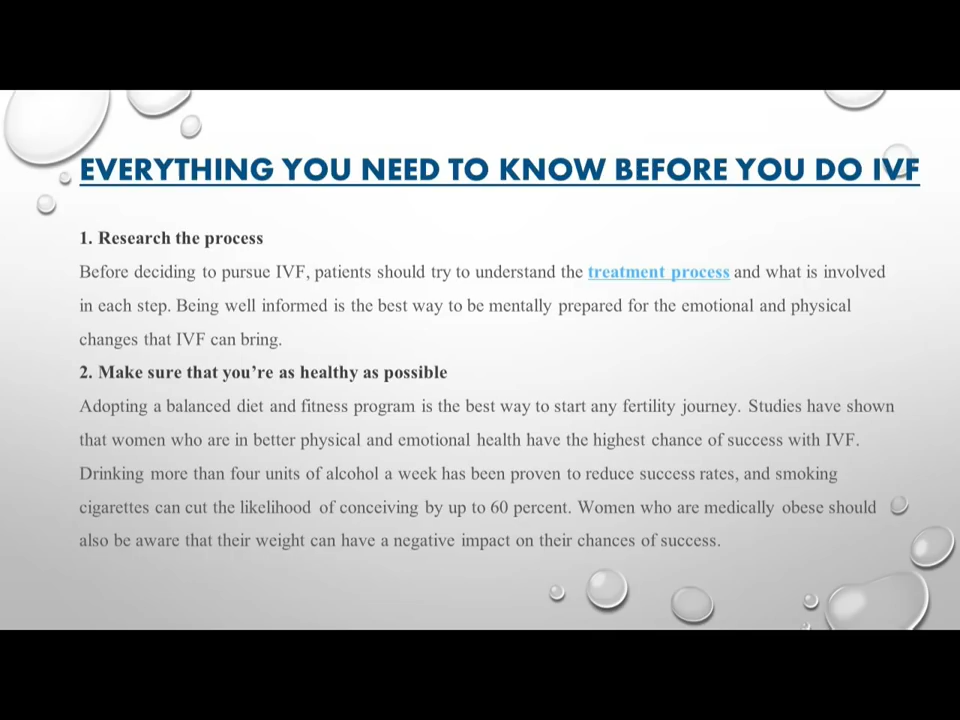 EVERYTHING YOU NEED TO KNOW BEFORE YOU DO IVF
1. Research the process
Before deciding to pursue IVF, patients should try to understand the treatment process and what is involved
in each step. Being well informed is the best way to be mentally prepared for the emotional and physical
changes that IVF can bring.
2. Make sure that you’re as healthy as possible
Adopting a balanced diet and fitness program is the best way to start any fertility journey. Studies have shown
that women who are in better physical and emotional health have the highest chance of success with IVF.
Drinking more than four units of alcohol a week has been proven to reduce success rates, and smoking
cigarettes can cut the likelihood of conceiving by up to 60 percent. Women who are medically obese should
also be aware that their weight can have a negative impact on their chances of success.